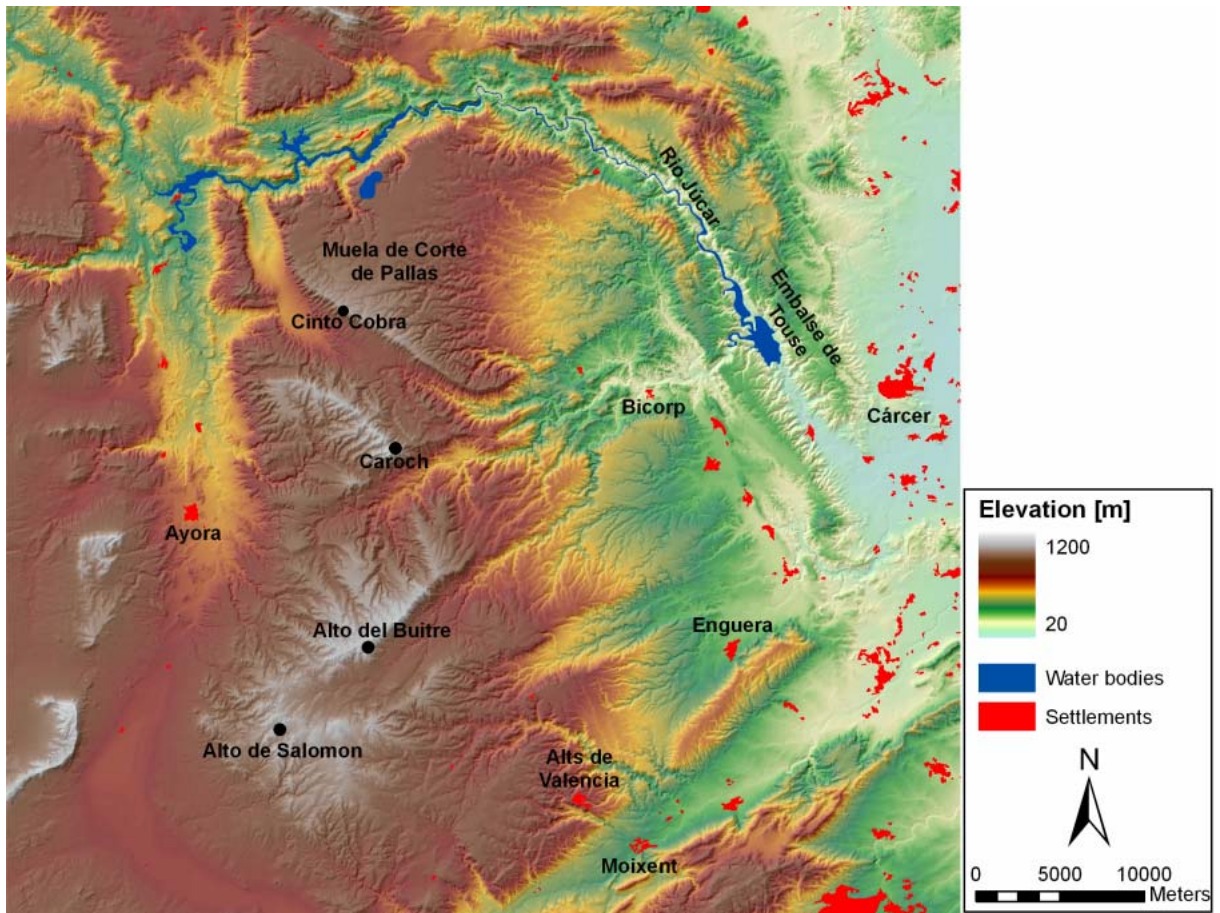 Río Júcar
Embalse de
Touse
Muela de Corte
de Pallas
Cinto Cobra
Bicorp
Cárcer
Caroch
Ayora
Alto del Buitre
Enguera
Alto de Salomon
Alts de
Valencia
Moixent
Elevation [m]
1200
20
Water bodies
Settlements
N
0 5000 10000
Meters